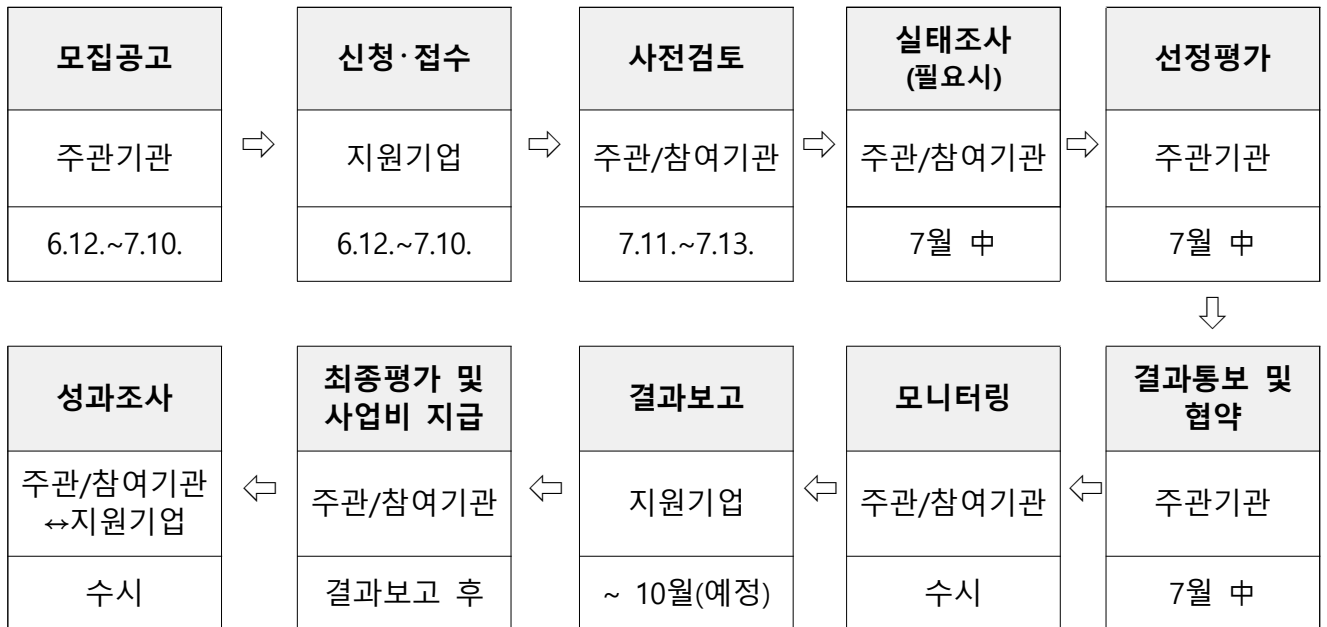 모집공고
주관기관
6.12.~7.10.
⇨
신청·접수
지원기업
6.12.~7.10.
⇨
사전검토
주관/참여기관
7.11.~7.13.
⇨
실태조사
(필요시)
주관/참여기관
7월 中
⇨
선정평가
주관기관
7월 中
⇩
결과통보 및
협약
주관기관
7월 中
⇦
모니터링
주관/참여기관
수시
⇦
결과보고
지원기업
~ 10월(예정)
⇦
최종평가 및
사업비 지급
주관/참여기관
결과보고 후
⇦
성과조사
주관/참여기관
↔지원기업
수시